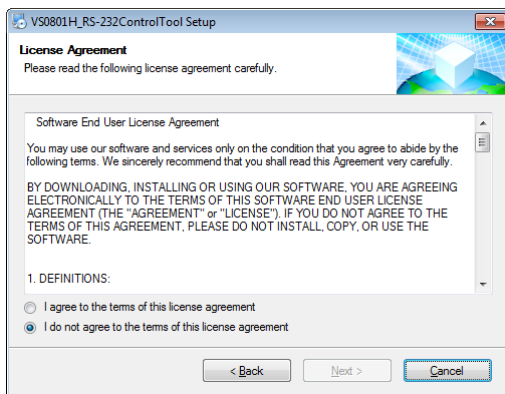 VS0801H_RS-232ControlTool Setup
License Agreement
Please read the following license agreement carefully.
Software End User License Agreement
You may use our software and services only on the condition that you agree to abide by the
following terms. We sincerely recommend that you shall read this Agreement very carefully.
BY DOWNLOADING, INSTALLING OR USING OUR SOFTWARE, YOU ARE AGREEING
ELECTRONICALLY TO THE TERMS OF THIS SOFTWARE END USER LICENSE
AGREEMENT (THE "AGREEMENT" or "LICENSE"). IF YOU DO NOT AGREE TO THE
TERMS OF THIS AGREEMENT, PLEASE DO NOT INSTALL, COPY, OR USE THE
SOFTWARE.
1. DEFINITIONS:
I agree to the terms of this license agreement
I do not agree to the terms of this license agreement
< Back Next > Cancel